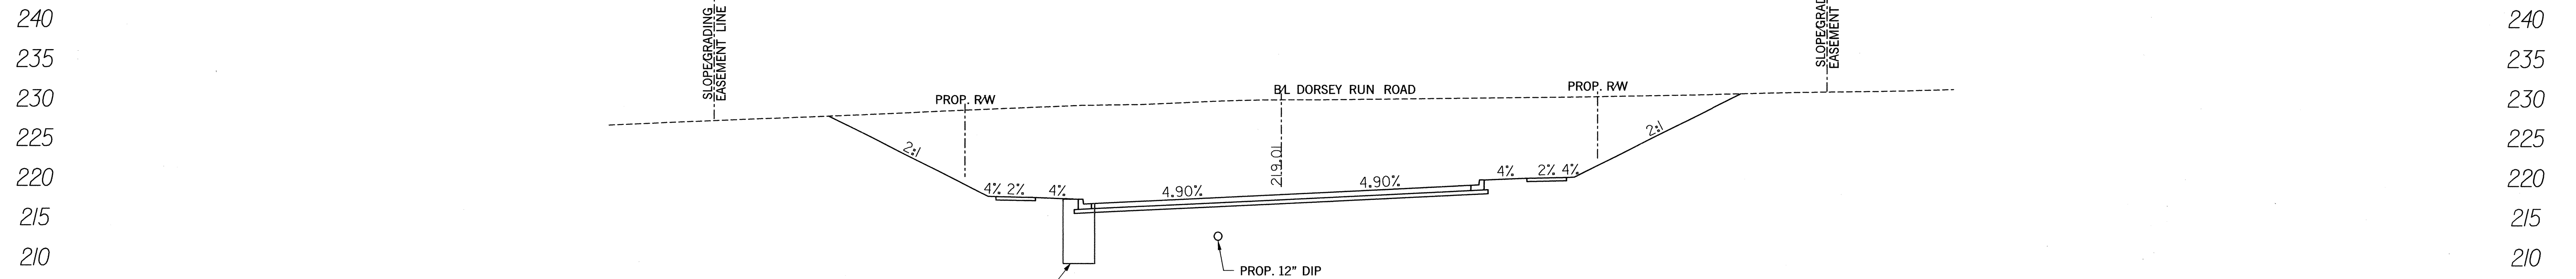 240
SLOPE/GRADING
EASEMENT LINE
SLOPE/GRAD
EASEMENT
240
235
235
230
PROP. R/W
B/L DORSEY RUN ROAD
PROP. R/W
230
225
2:1
219.01
2:1
225
220
4% 2% 4%
4.90%
4.90%
4% 2% 4%
220
215
215
210
PROP. 12" DIP
210